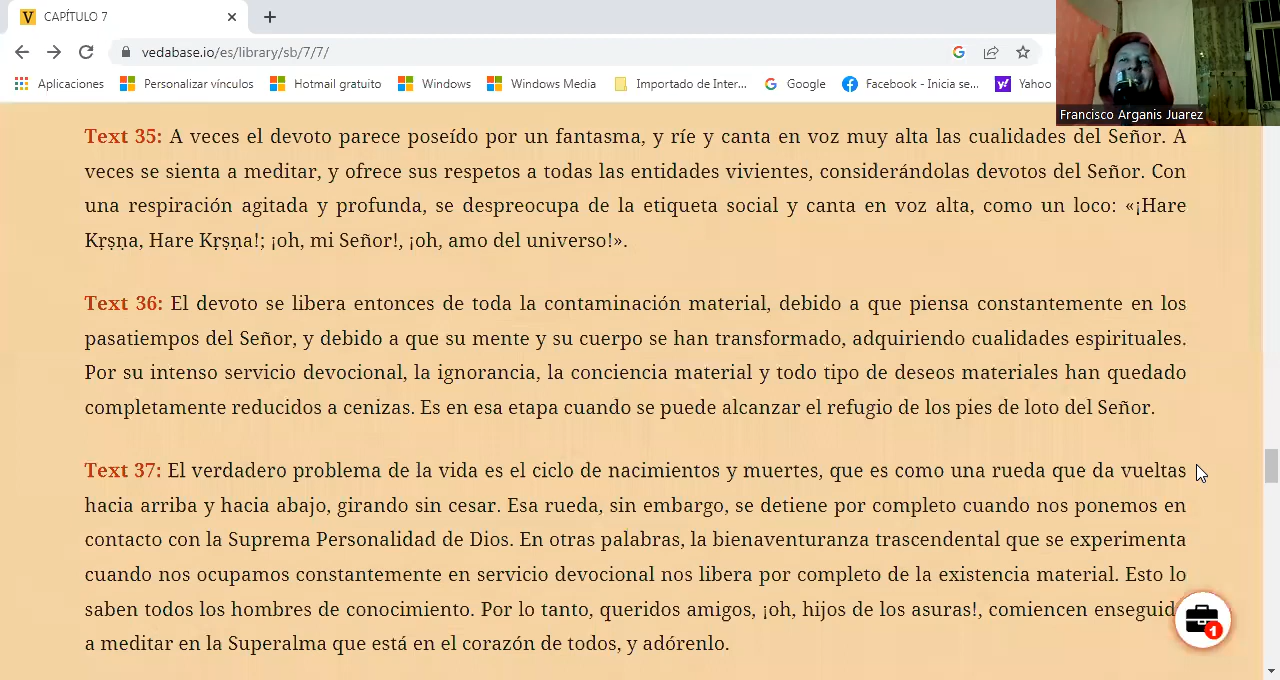 CAPÍTULO 7
vedabase.io/es/library/sb/7/7/
Aplicaciones Personalizar vínculos Hotmail gratuito Windows Windows Media Importado de Inter... Google Facebook - Inicia se... Yahoo
Francisco Arganis Juarez
Text 35: A veces el devoto parece poseído por un fantasma, y ríe y canta en voz muy alta las cualidades del Señor. A
veces se sienta a meditar, y ofrece sus respetos a todas las entidades vivientes, considerándolas devotos del Señor. Con
una respiración agitada y profunda, se despreocupa de la etiqueta social y canta en voz alta, como un loco: «¡Hare
Kṛṣṇa, Hare Kṛṣṇa!; ¡oh, mi Señor!, ¡oh, amo del universo!».
Text 36: El devoto se libera entonces de toda la contaminación material, debido a que piensa constantemente en los
pasatiempos del Señor, y debido a que su mente y su cuerpo se han transformado, adquiriendo cualidades espirituales.
Por su intenso servicio devocional, la ignorancia, la conciencia material y todo tipo de deseos materiales han quedado
completamente reducidos a cenizas. Es en esa etapa cuando se puede alcanzar el refugio de los pies de loto del Señor.
Text 37: El verdadero problema de la vida es el ciclo de nacimientos y muertes, que es como una rueda que da vueltas
hacia arriba y hacia abajo, girando sin cesar. Esa rueda, sin embargo, se detiene por completo cuando nos ponemos en
contacto con la Suprema Personalidad de Dios. En otras palabras, la bienaventuranza trascendental que se experimenta
cuando nos ocupamos constantemente en servicio devocional nos libera por completo de la existencia material. Esto lo
saben todos los hombres de conocimiento. Por lo tanto, queridos amigos, ¡oh, hijos de los asuras!, comiencen enseguid
a meditar en la Superalma que está en el corazón de todos, y adórenlo.
1